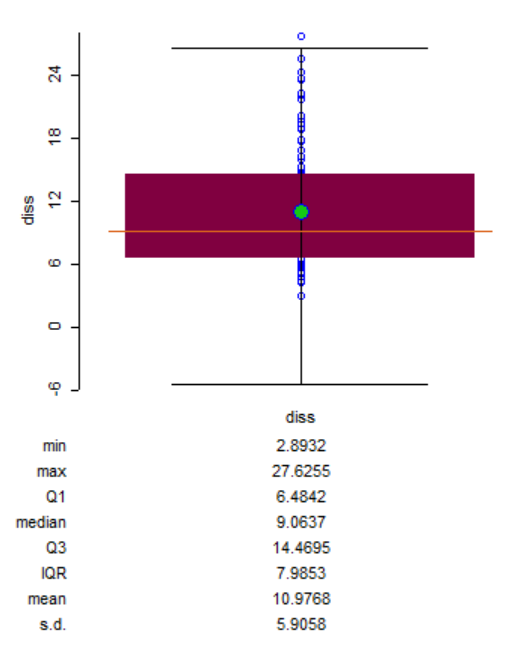 24
18
12
6
0
-6
diss
diss
min 2.8932
max 27.6255
Q1 6.4842
median 9.0637
Q3 14.4695
IQR 7.9853
mean 10.9768
s.d. 5.9058